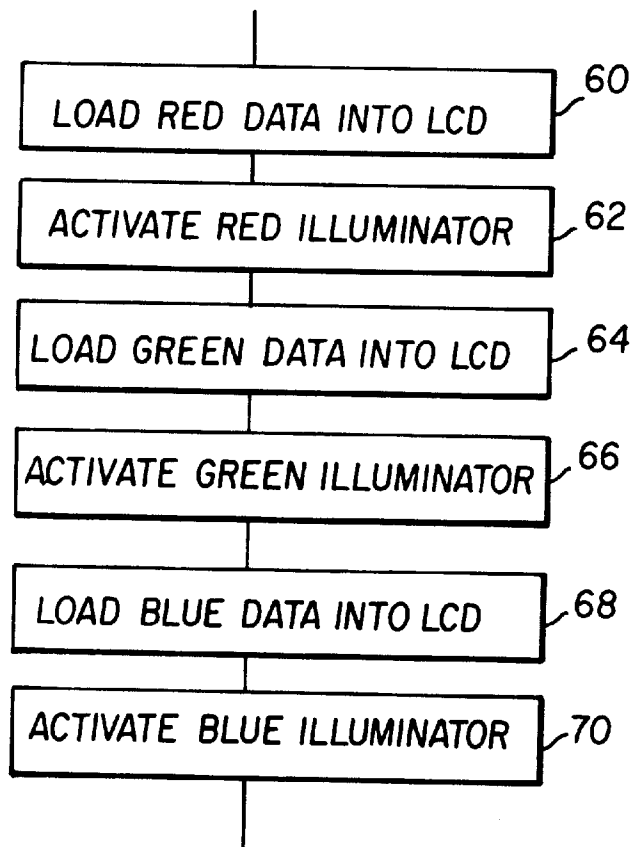 LOAD RED DATA INTO LCD 60
ACTIVATE RED ILLUMINATOR 62
LOAD GREEN DATA INTO LCD 64
ACTIVATE GREEN ILLUMINATOR 66
LOAD BLUE DATA INTO LCD 68
ACTIVATE BLUE ILLUMINATOR 70